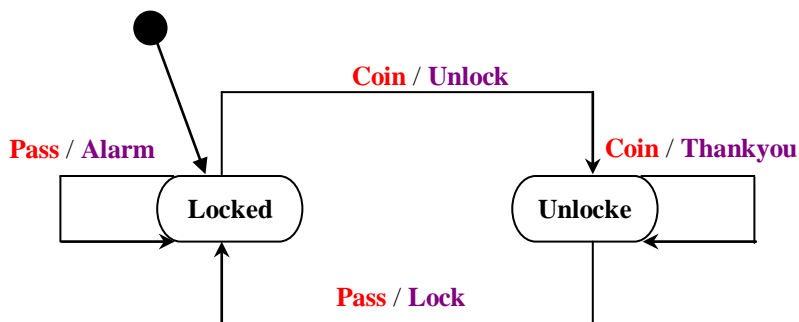 Coin / Unlock
Pass / Alarm
Coin / Thankyou
Locked
Unlocke
Pass / Lock